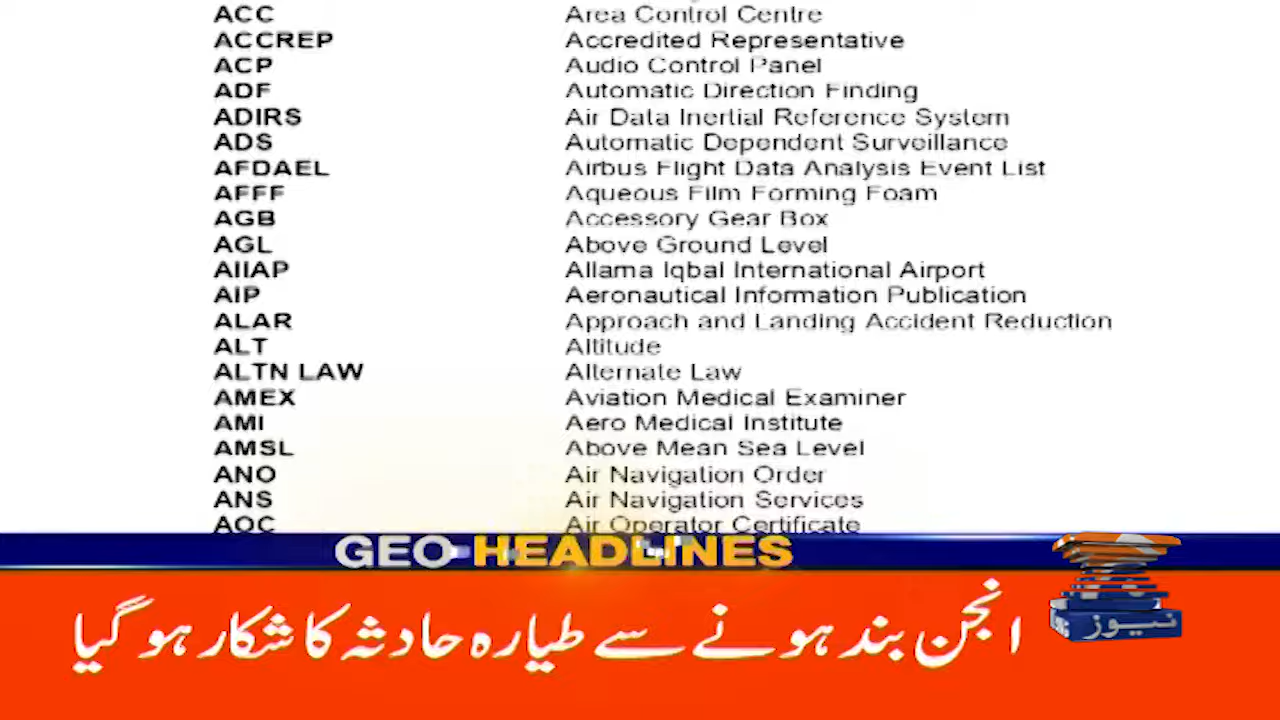 ACC Area Control Centre
ACCREP Accredited Representative
ACP Audio Control Panel
ADF Automatic Direction Finding
ADIRS Air Data Inertial Reference System
ADS Automatic Dependent Surveillance
AFDAEL Airbus Flight Data Analysis Event List
AFFF Aqueous Film Forming Foam
AGB Accessory Gear Box
AGL Above Ground Level
AIIAP Allama Iqbal International Airport
AIP Aeronautical Information Publication
ALAR Approach and Landing Accident Reduction
ALT Altitude
ALTN LAW Alternate Law
AMEX Aviation Medical Examiner
AMI Aero Medical Institute
AMSL Above Mean Sea Level
ANO Air Navigation Order
ANS Air Navigation Services
AOC Air Operator Certificate
GEO HEADLINES
نیوز
انجن بند ہونے سے طیارہ حادثہ کا شکار ہو گیا